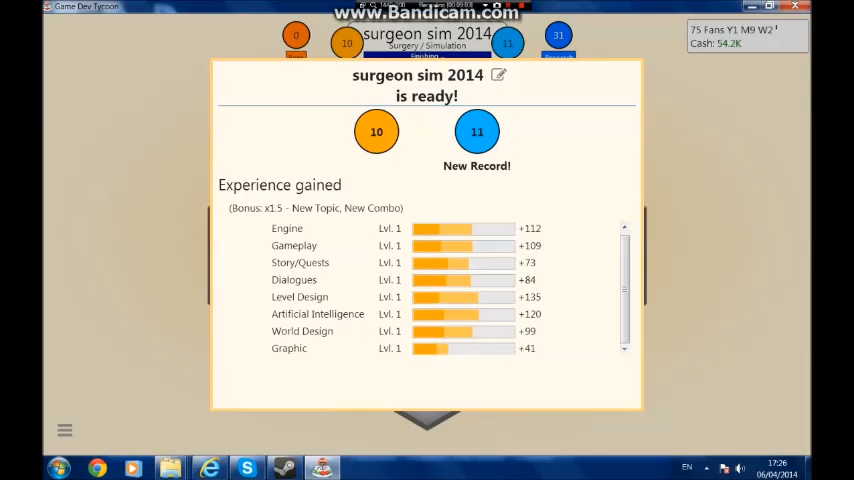 Game Dev Tycoon
www.Bandicam.com
0
10
surgeon sim 2014
Surgery / Simulation
Finishing
11
31
Research
75 Fans Y1 M9 W2
Cash: 54.2K
surgeon sim 2014
is ready!
10
11
New Record!
Experience gained
(Bonus: x1.5 - New Topic, New Combo)
Engine Lvl. 1 +112
Gameplay Lvl. 1 +109
Story/Quests Lvl. 1 +73
Dialogues Lvl. 1 +84
Level Design Lvl. 1 +135
Artificial Intelligence Lvl. 1 +120
World Design Lvl. 1 +99
Graphic Lvl. 1 +41
EN
17:26
06/04/2014